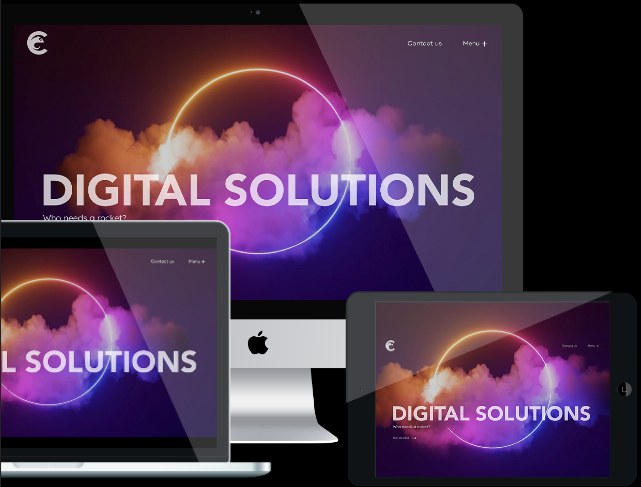 Contact us
Menu +
DIGITAL SOLUTIONS
Who needs a rocket?
Contact us
Menu +
L SOLUTIONS
Contact us
Menu +
DIGITAL SOLUTIONS
Who needs a rocket?